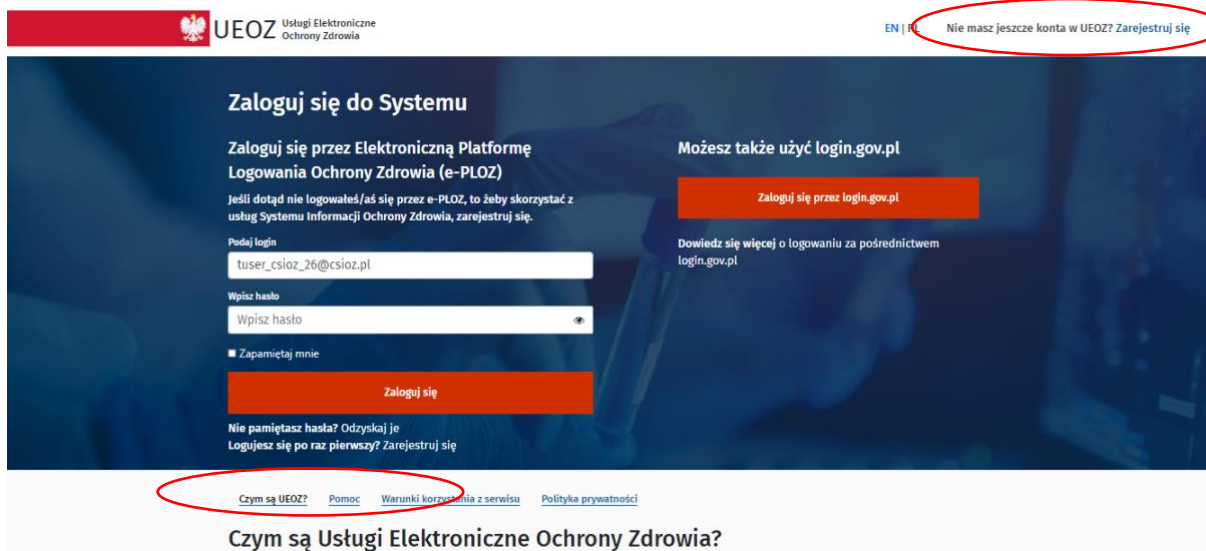 UEOZ Usługi Elektroniczne
Ochrony Zdrowia
EN | PL Nie masz jeszcze konta w UEOZ? Zarejestruj się
Zaloguj się do Systemu
Zaloguj się przez Elektroniczną Platformę
Logowania Ochrony Zdrowia (e-PLOZ)
Jeśli dotąd nie logowałeś/aś się przez e-PLOZ, to żeby skorzystać z
usług Systemu Informacji Ochrony Zdrowia, zarejestruj się.
Podaj login
tuser_csioz_26@csioz.pl
Wpisz hasło
Wpisz hasło
Zapamiętaj mnie
Zaloguj się
Nie pamiętasz hasła? Odzyskaj je
Logujesz się po raz pierwszy? Zarejestruj się
Możesz także użyć login.gov.pl
Zaloguj się przez login.gov.pl
Dowiedz się więcej o logowaniu za pośrednictwem
login.gov.pl
Czym są UEOZ? Pomoc Warunki korzystania z serwisu Polityka prywatności
Czym są Usługi Elektroniczne Ochrony Zdrowia?